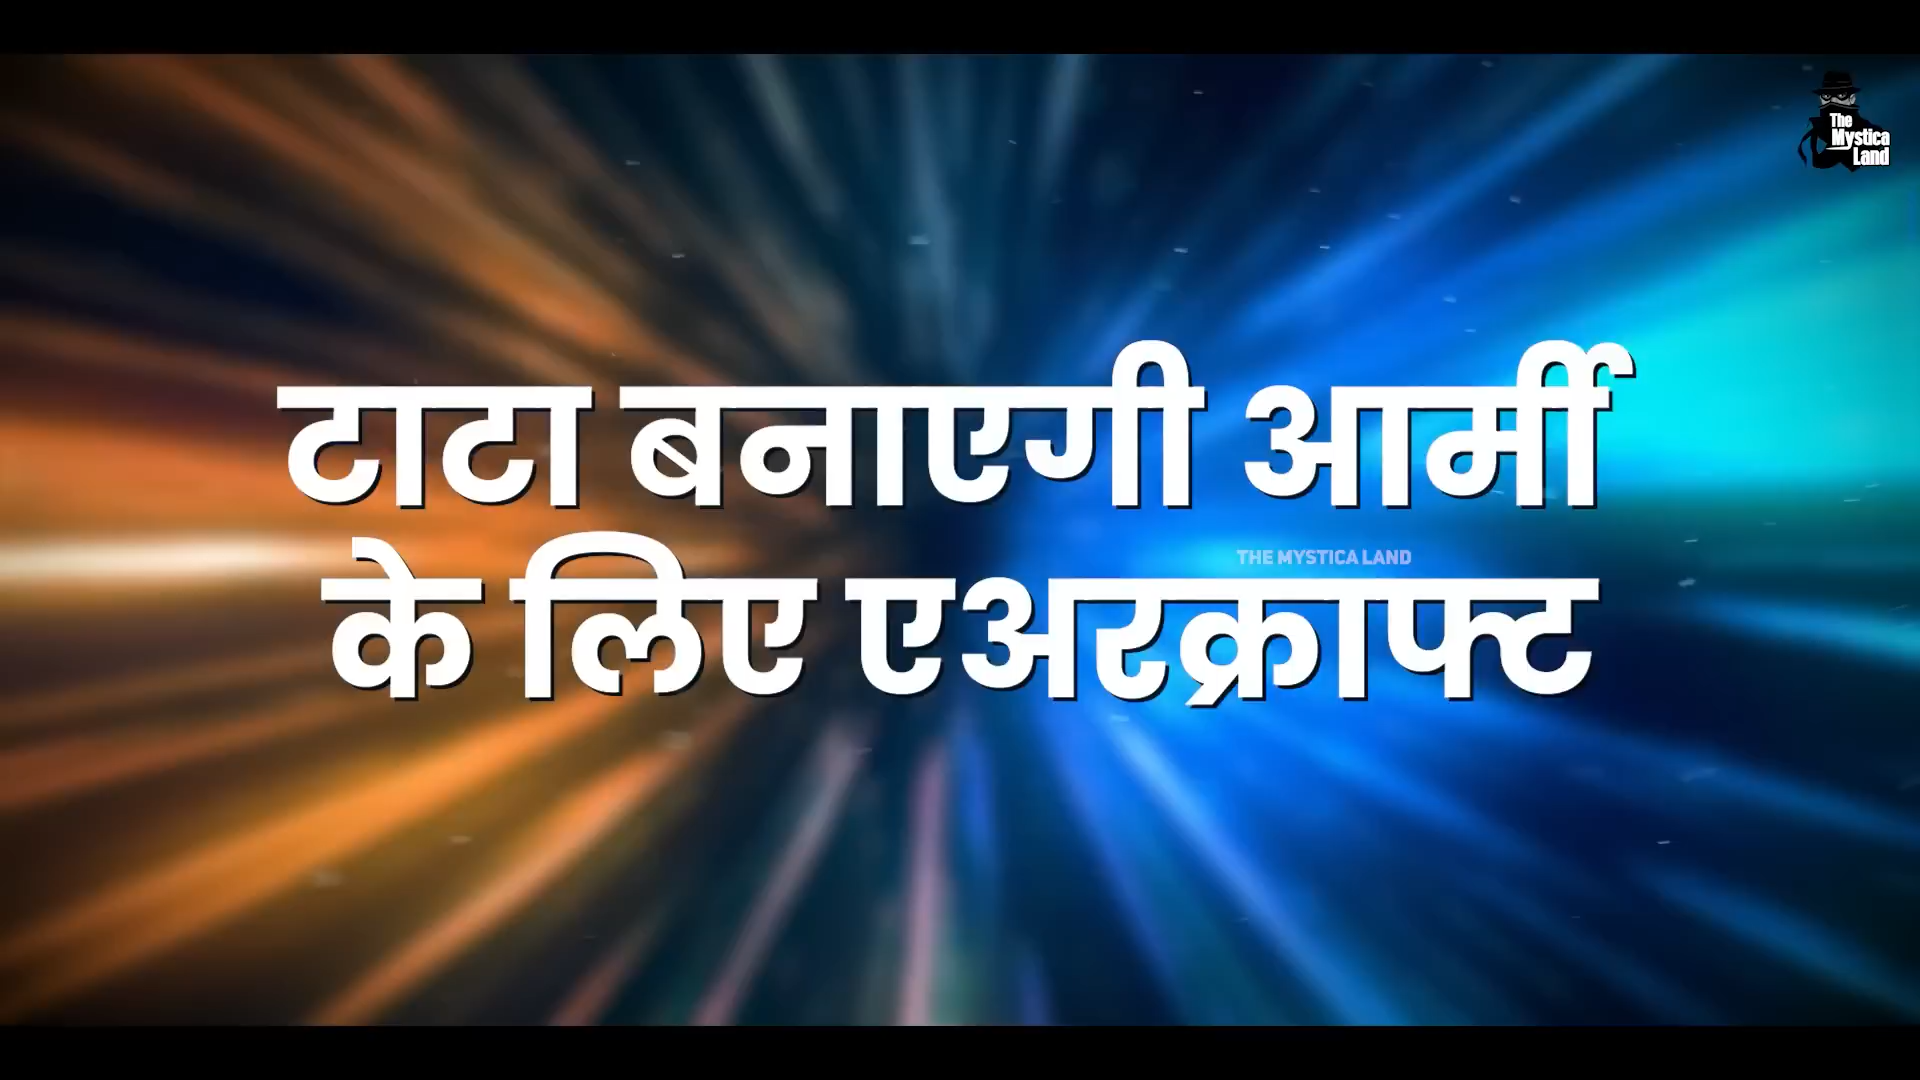 The
Mystica
Land
टाटा बनाएगी आर्मी
THE MYSTICA LAND
के लिए एअरक्राफ्ट